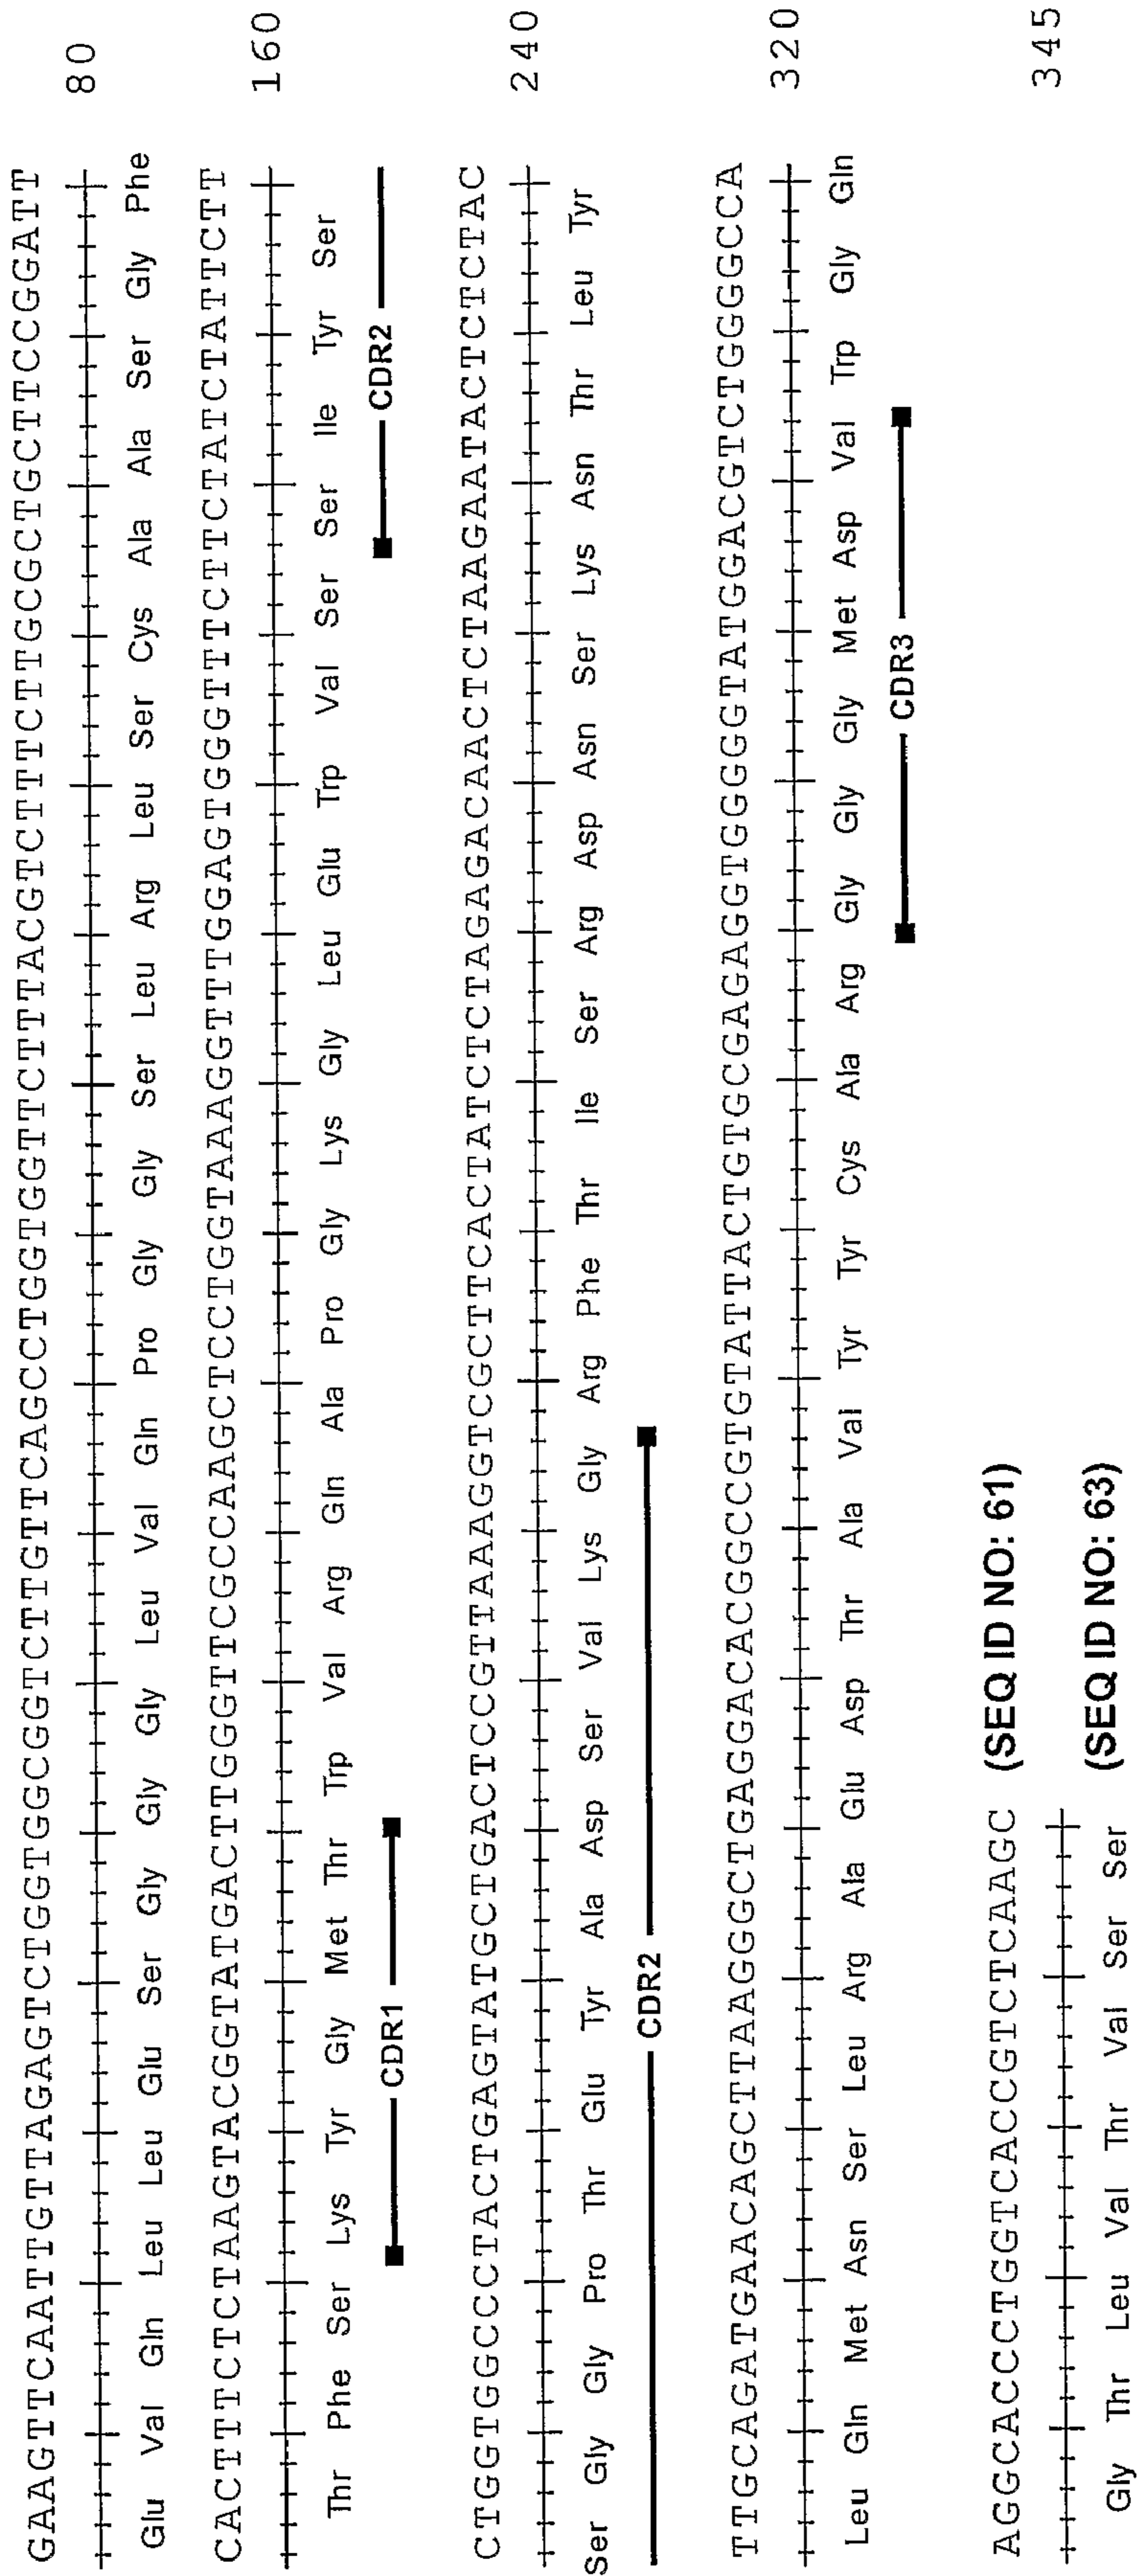 GAAGTTCAATTGTTAGAGTCTGGTGGCGGTCTTGTTCAGCCTGGTGGTTCTTTACGTCTTTCTTGCGCTGCTTCCGGATT
80
Glu Val Gln Leu Leu Glu Ser Gly Gly Gly Leu Val Gln Pro Gly Gly Ser Leu Arg Leu Ser Cys Ala Ala Ser Gly Phe
CACTTTCTCTAAGTACGGTATGACTTGGGTTCGCCAAGCTCCTGGTAAAGGTTTGGAGTGGGTTTCTTCTATCTATTCTT
160
Thr Phe Ser Lys Tyr Gly Met Thr Trp Val Arg Gln Ala Pro Gly Lys Gly Leu Glu Trp Val Ser Ser Ile Tyr Ser
CDR1 CDR2
CTGGTGGCCCTACTGAGTATGCTGACTCCGTTAAAGGTCGCTTCACTATCTCTAGAGACAACTCTAAGAATACTCTCTAC
240
Ser Gly Gly Pro Thr Glu Tyr Ala Asp Ser Val Lys Gly Arg Phe Thr Ile Ser Arg Asp Asn Ser Lys Asn Thr Leu Tyr
CDR2
TTGCAGATGAACAGCTTAAGGGCTGAGGACACGGCCGTGTATTACTGTGCGAGAGGTGGGGGTATGGACGTCTGGGGCCA
320
Leu Gln Met Asn Ser Leu Arg Ala Glu Asp Thr Ala Val Tyr Tyr Cys Ala Arg Gly Gly Gly Met Asp Val Trp Gly Gln
CDR3
AGGCACCCTGGTCACCGTCTCAAGC (SEQ ID NO: 61)
345
Gly Thr Leu Val Thr Val Ser Ser (SEQ ID NO: 63)